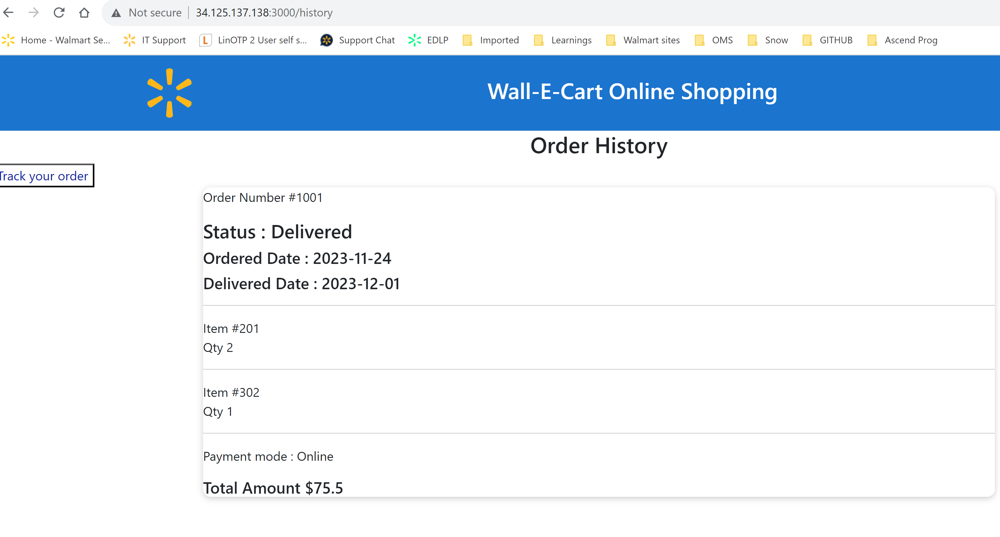 Not secure 34.125.137.138:3000/history
Home - Walmart Se... IT Support LinOTP 2 User self s... Support Chat EDLP Imported Learnings Walmart sites OMS Snow GITHUB Ascend Prog
Wall-E-Cart Online Shopping
Order History
Track your order
Order Number #1001
Status : Delivered
Ordered Date : 2023-11-24
Delivered Date : 2023-12-01
Item #201
Qty 2
Item #302
Qty 1
Payment mode : Online
Total Amount $75.5